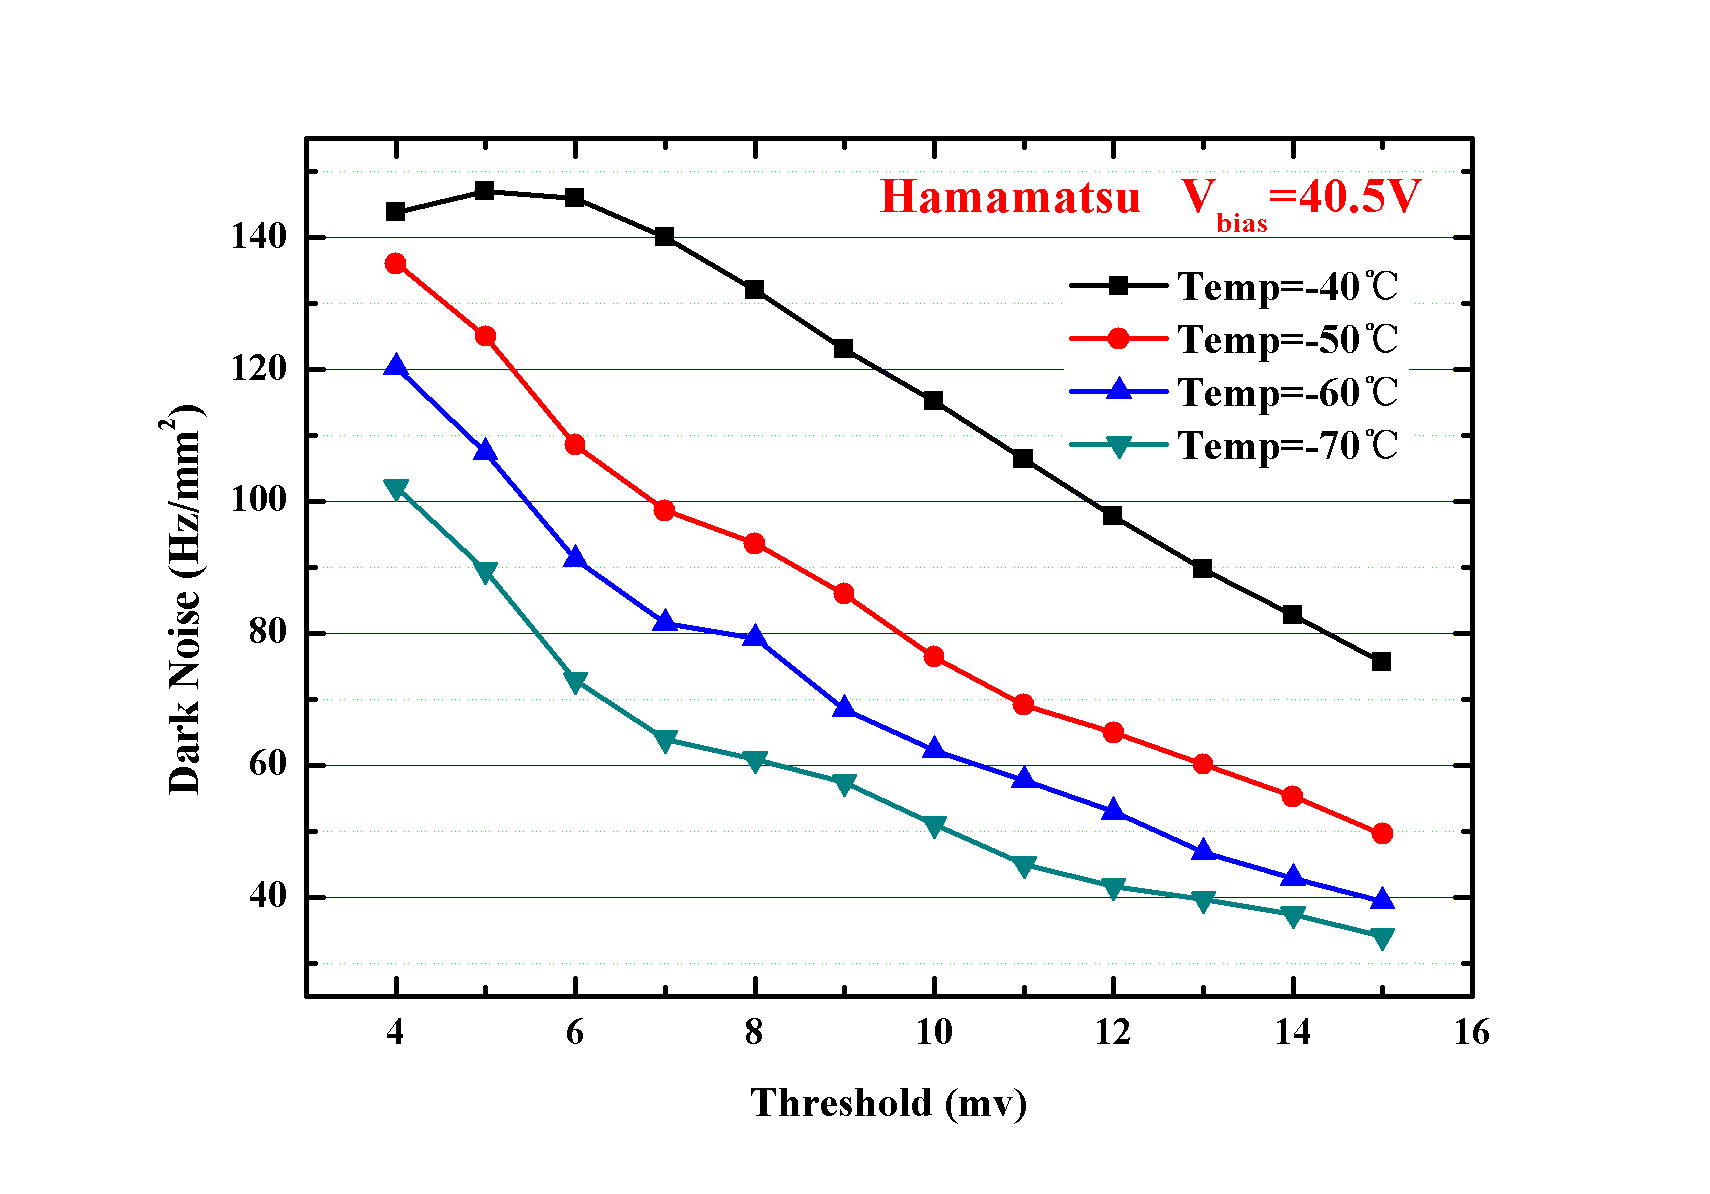 Hamamatsu V_bias=40.5V
Temp=-40℃
Temp=-50℃
Temp=-60℃
Temp=-70℃
140
120
100
80
60
40
Dark Noise (Hz/mm²)
4 6 8 10 12 14 16
Threshold (mv)